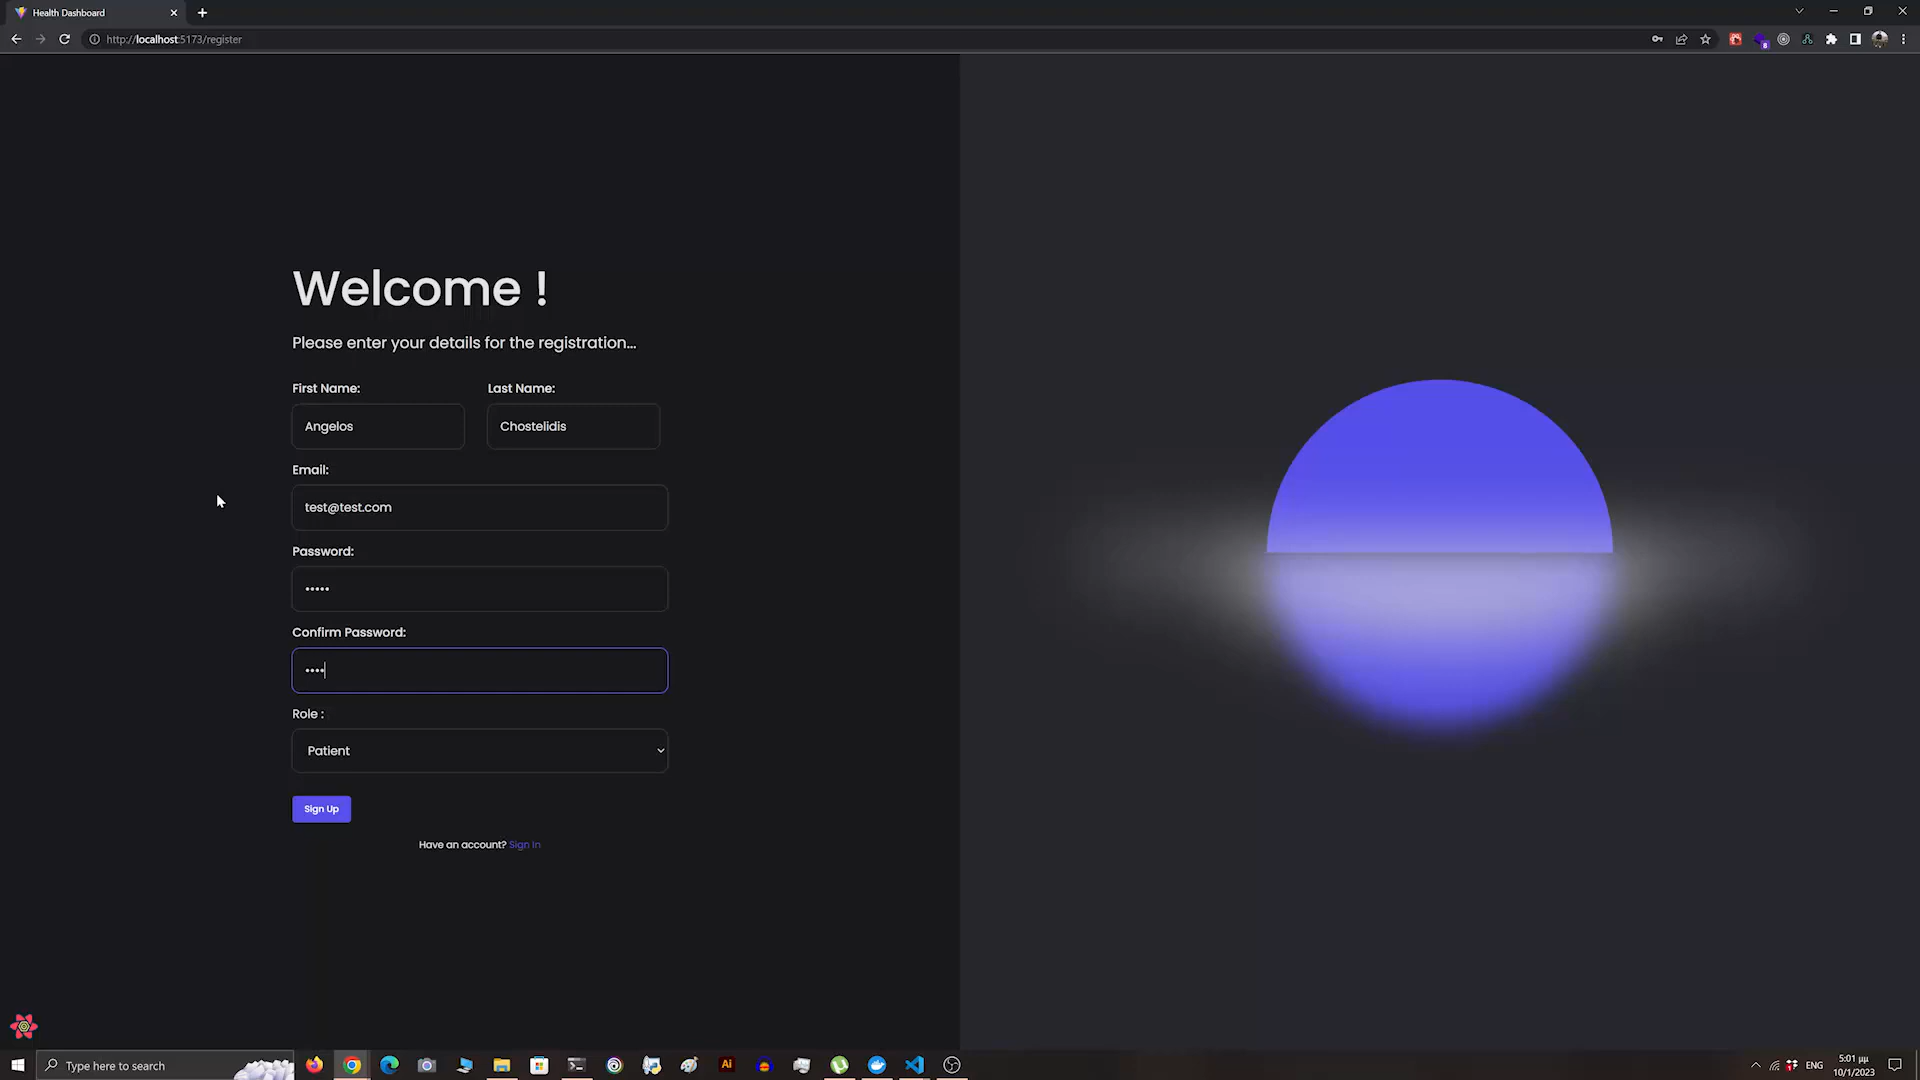 Health Dashboard
http://localhost:5173/register
8
Welcome !
Please enter your details for the registration...
First Name:
Last Name:
Angelos
Chostelidis
Email:
test@test.com
Password:
•••••
Confirm Password:
••••
Role :
Patient
Sign Up
Have an account? Sign In
Type here to search
Ai
ENG
5:01 μμ
10/1/2023